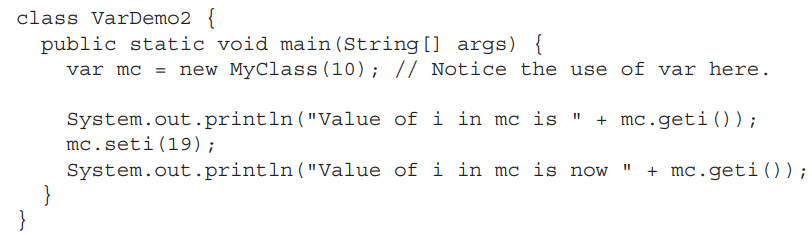 class VarDemo2 {
  public static void main(String[] args) {
    var mc = new MyClass(10); // Notice the use of var here.

    System.out.println("Value of i in mc is " + mc.geti());
    mc.seti(19);
    System.out.println("Value of i in mc is now " + mc.geti());
  }
}